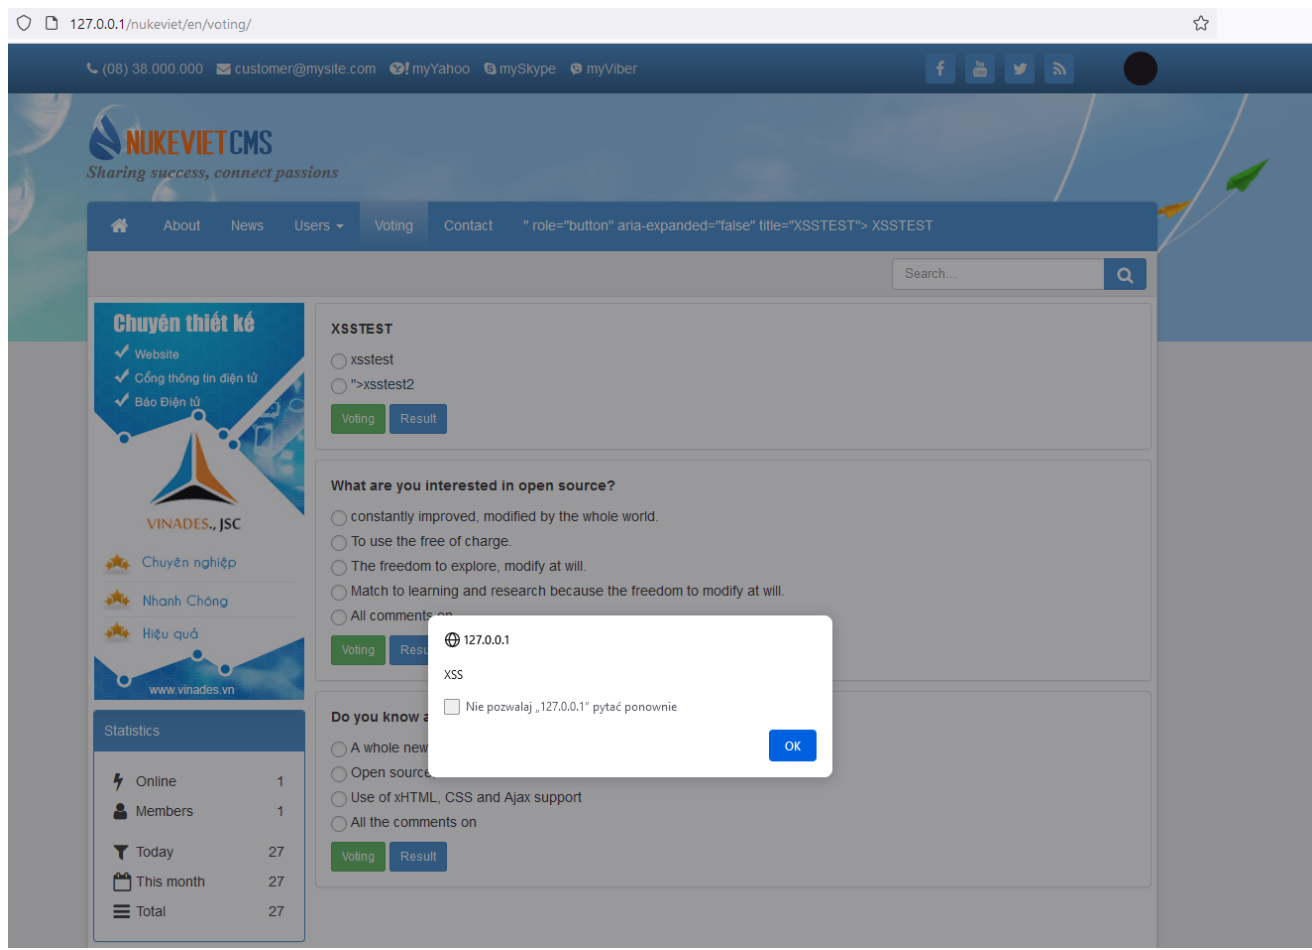 127.0.0.1/nukeviet/en/voting/
(08) 38.000.000 customer@mysite.com myYahoo mySkype myViber
NUKEVIET CMS
Sharing success, connect passions
About News Users Voting Contact " role="button" aria-expanded="false" title="XSSTEST"> XSSTEST
Search...
Chuyên thiết kế
Website
Cổng thông tin điện tử
Báo Điện tử
VINADES., JSC
Chuyên nghiệp
Nhanh Chóng
Hiệu quả
www.vinades.vn
XSSTEST
xsstest
">xsstest2
Voting Result
What are you interested in open source?
constantly improved, modified by the whole world.
To use the free of charge.
The freedom to explore, modify at will.
Match to learning and research because the freedom to modify at will.
All comments on
Voting Resu
127.0.0.1
XSS
Nie pozwalaj „127.0.0.1” pytać ponownie
OK
Do you know a
A whole new
Open source,
Use of xHTML, CSS and Ajax support
All the comments on
Voting Result
Statistics
Online 1
Members 1
Today 27
This month 27
Total 27